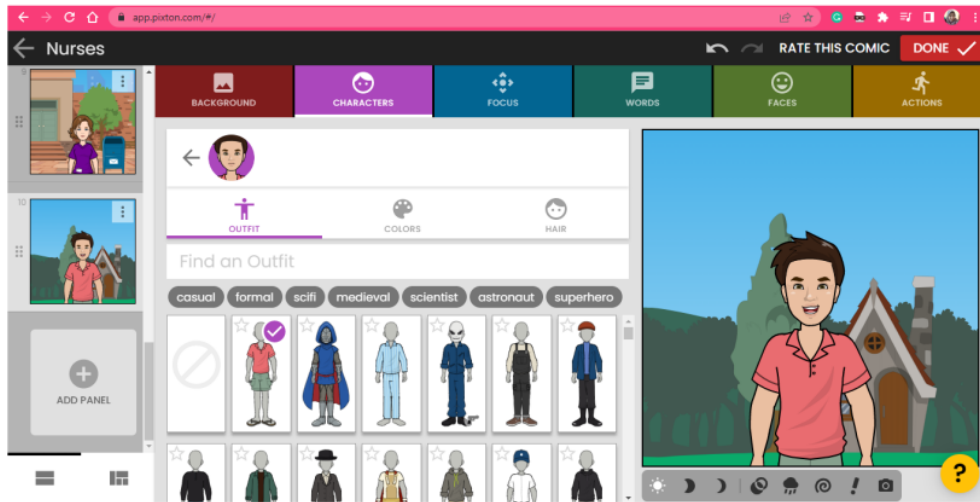 app.pixton.com/#/
Nurses
RATE THIS COMIC
DONE
9
BACKGROUND
CHARACTERS
FOCUS
WORDS
FACES
ACTIONS
OUTFIT
COLORS
HAIR
Find an Outfit
casual
formal
scifi
medieval
scientist
astronaut
superhero
10
ADD PANEL
?